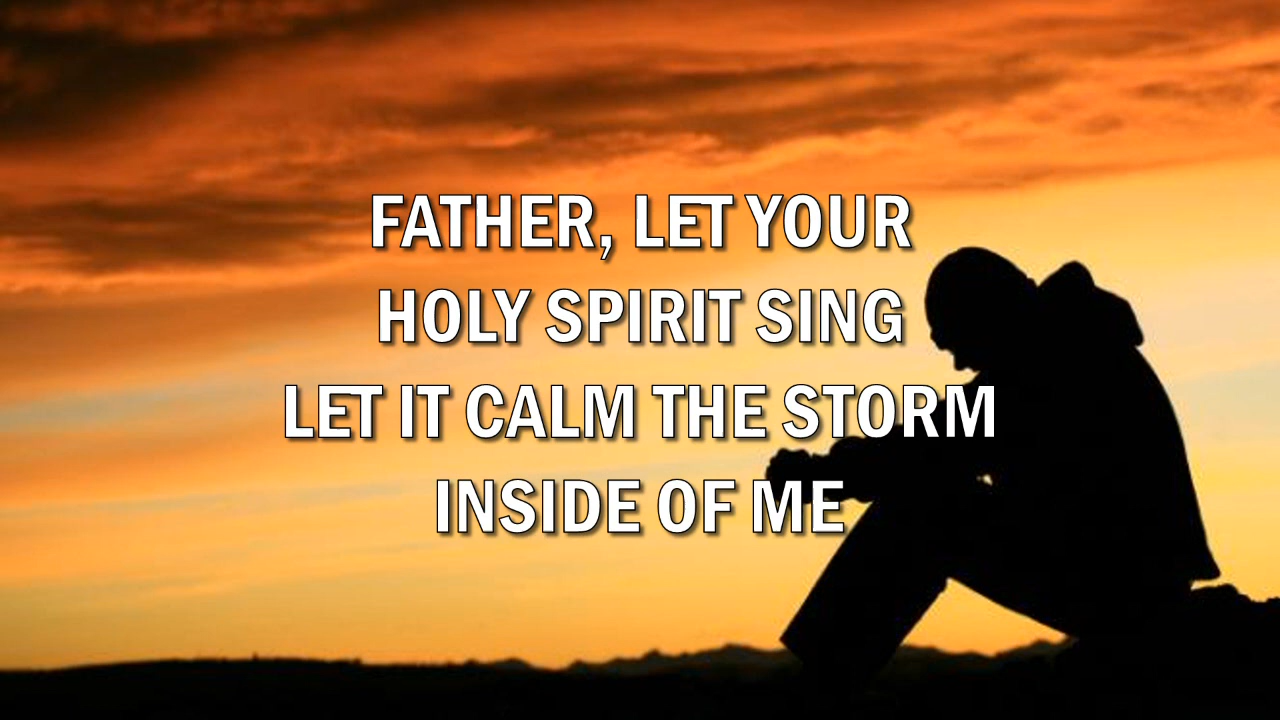 FATHER, LET YOUR
HOLY SPIRIT SING
LET IT CALM THE STORM
INSIDE OF ME